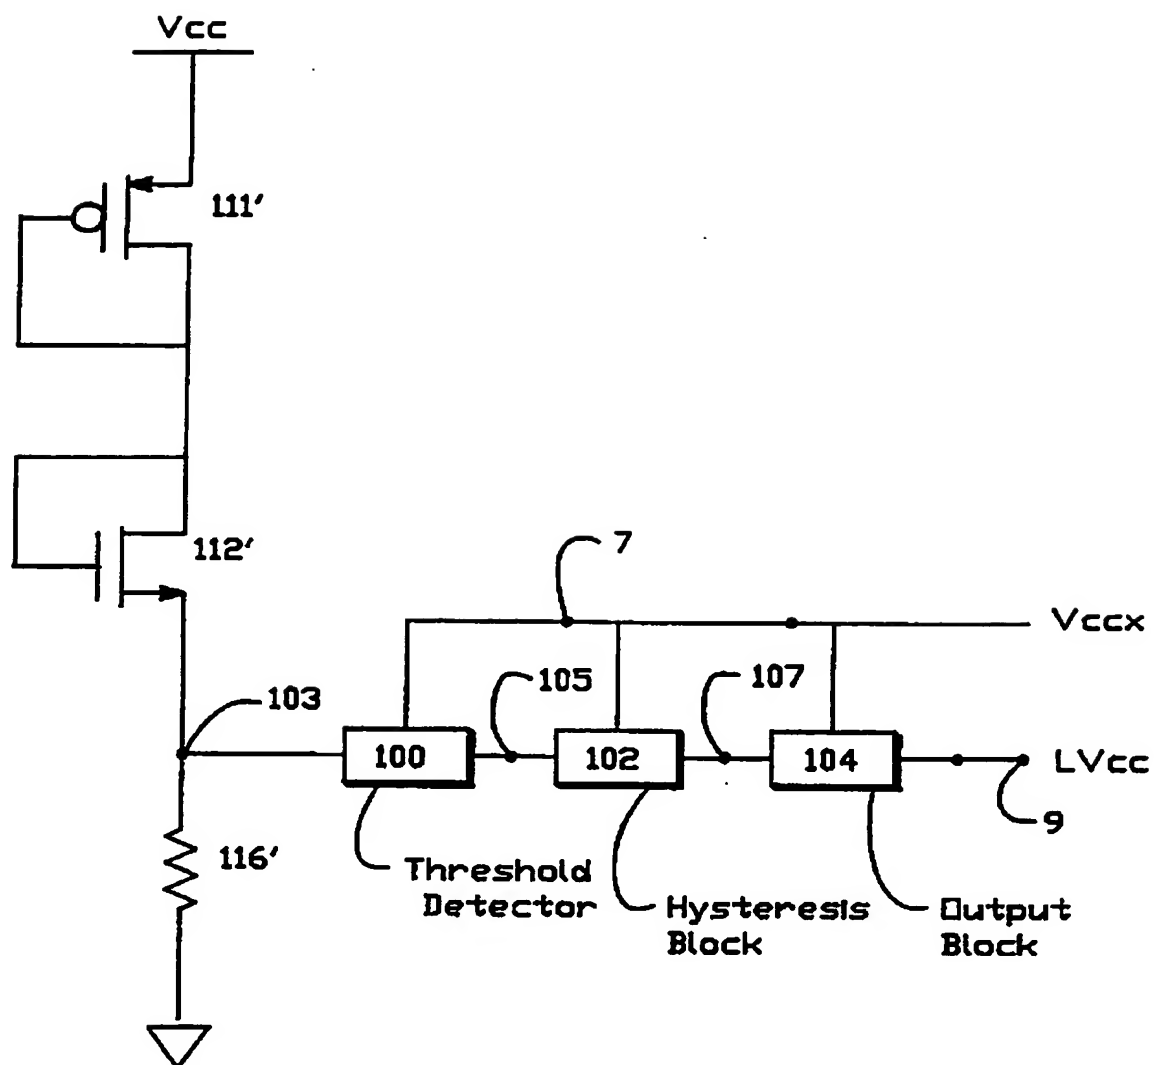 Vcc
111′
112′
7
Vccx
105
107
103
100
102
104
LVcc
9
116′
Threshold
Detector
Hysteresis
Block
Output
Block